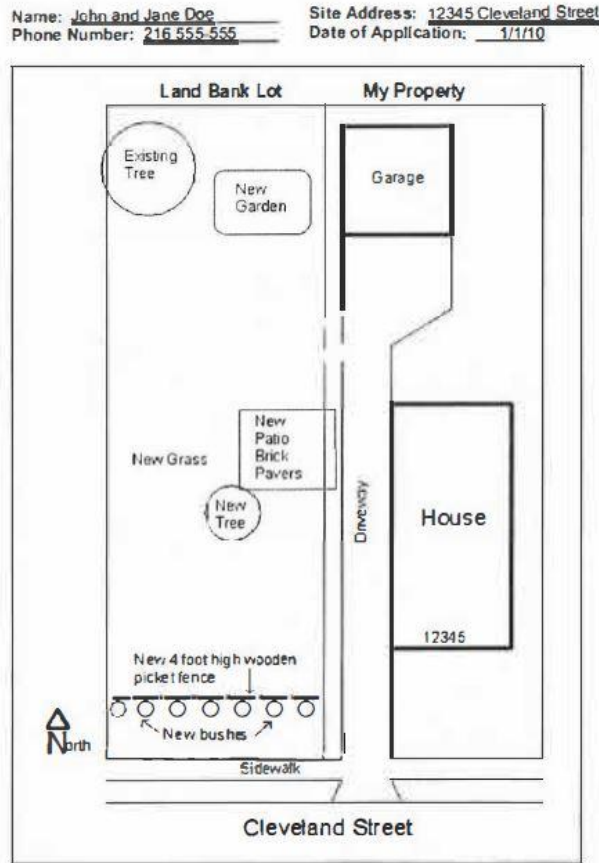 Name: John and Jane Doe
Site Address: 12345 Cleveland Street
Phone Number: 216 555-555
Date of Application: 1/1/10
Land Bank Lot
My Property
Existing
Tree
New
Garden
Garage
New
Patio
Brick
Pavers
New Grass
New
Tree
Driveway
House
12345
New 4 foot high wooden
picket fence
New bushes
North
Sidewalk
Cleveland Street